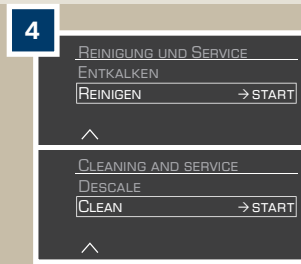 4
Reinigung und Service
Entkalken
Reinigen → START
Cleaning and service
Descale
Clean → START